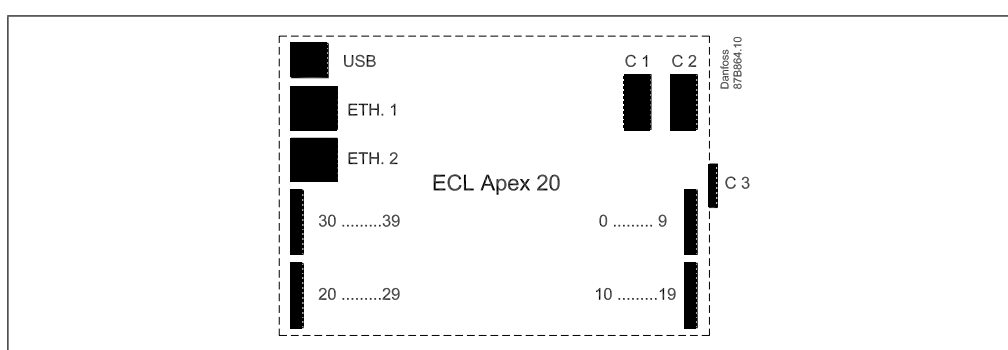 USB
C 1
C 2
Danfoss
87B864.10
ETH. 1
ETH. 2
ECL Apex 20
C 3
30 .........39
0 ......... 9
20 .........29
10 .........19